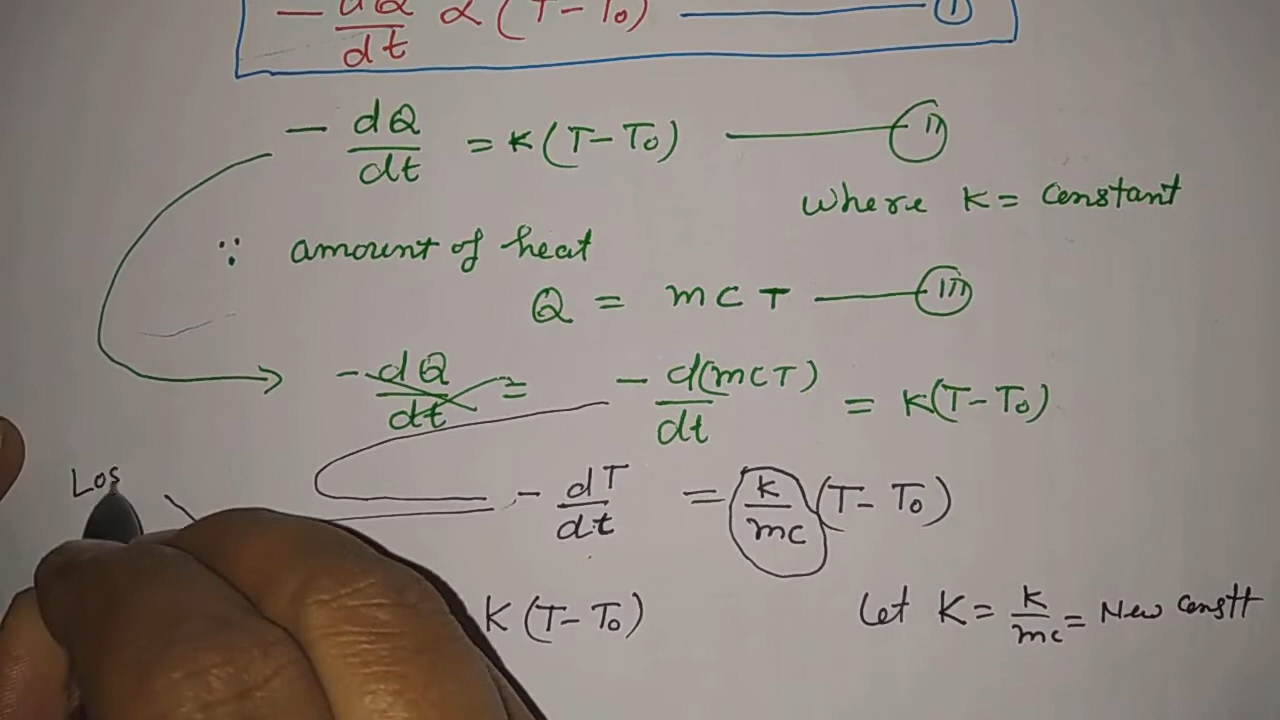 - dQ/dt ∝ (T-T₀) —— I
- dQ/dt = k(T-T₀) —— II
where k = constant
∵ amount of heat
Q = mCT —— III
- dQ/dt = - d(mCT)/dt = k(T-T₀)
- dT/dt = k/mc (T-T₀)
Los
K(T-T₀)
Let K = k/mc = New constt